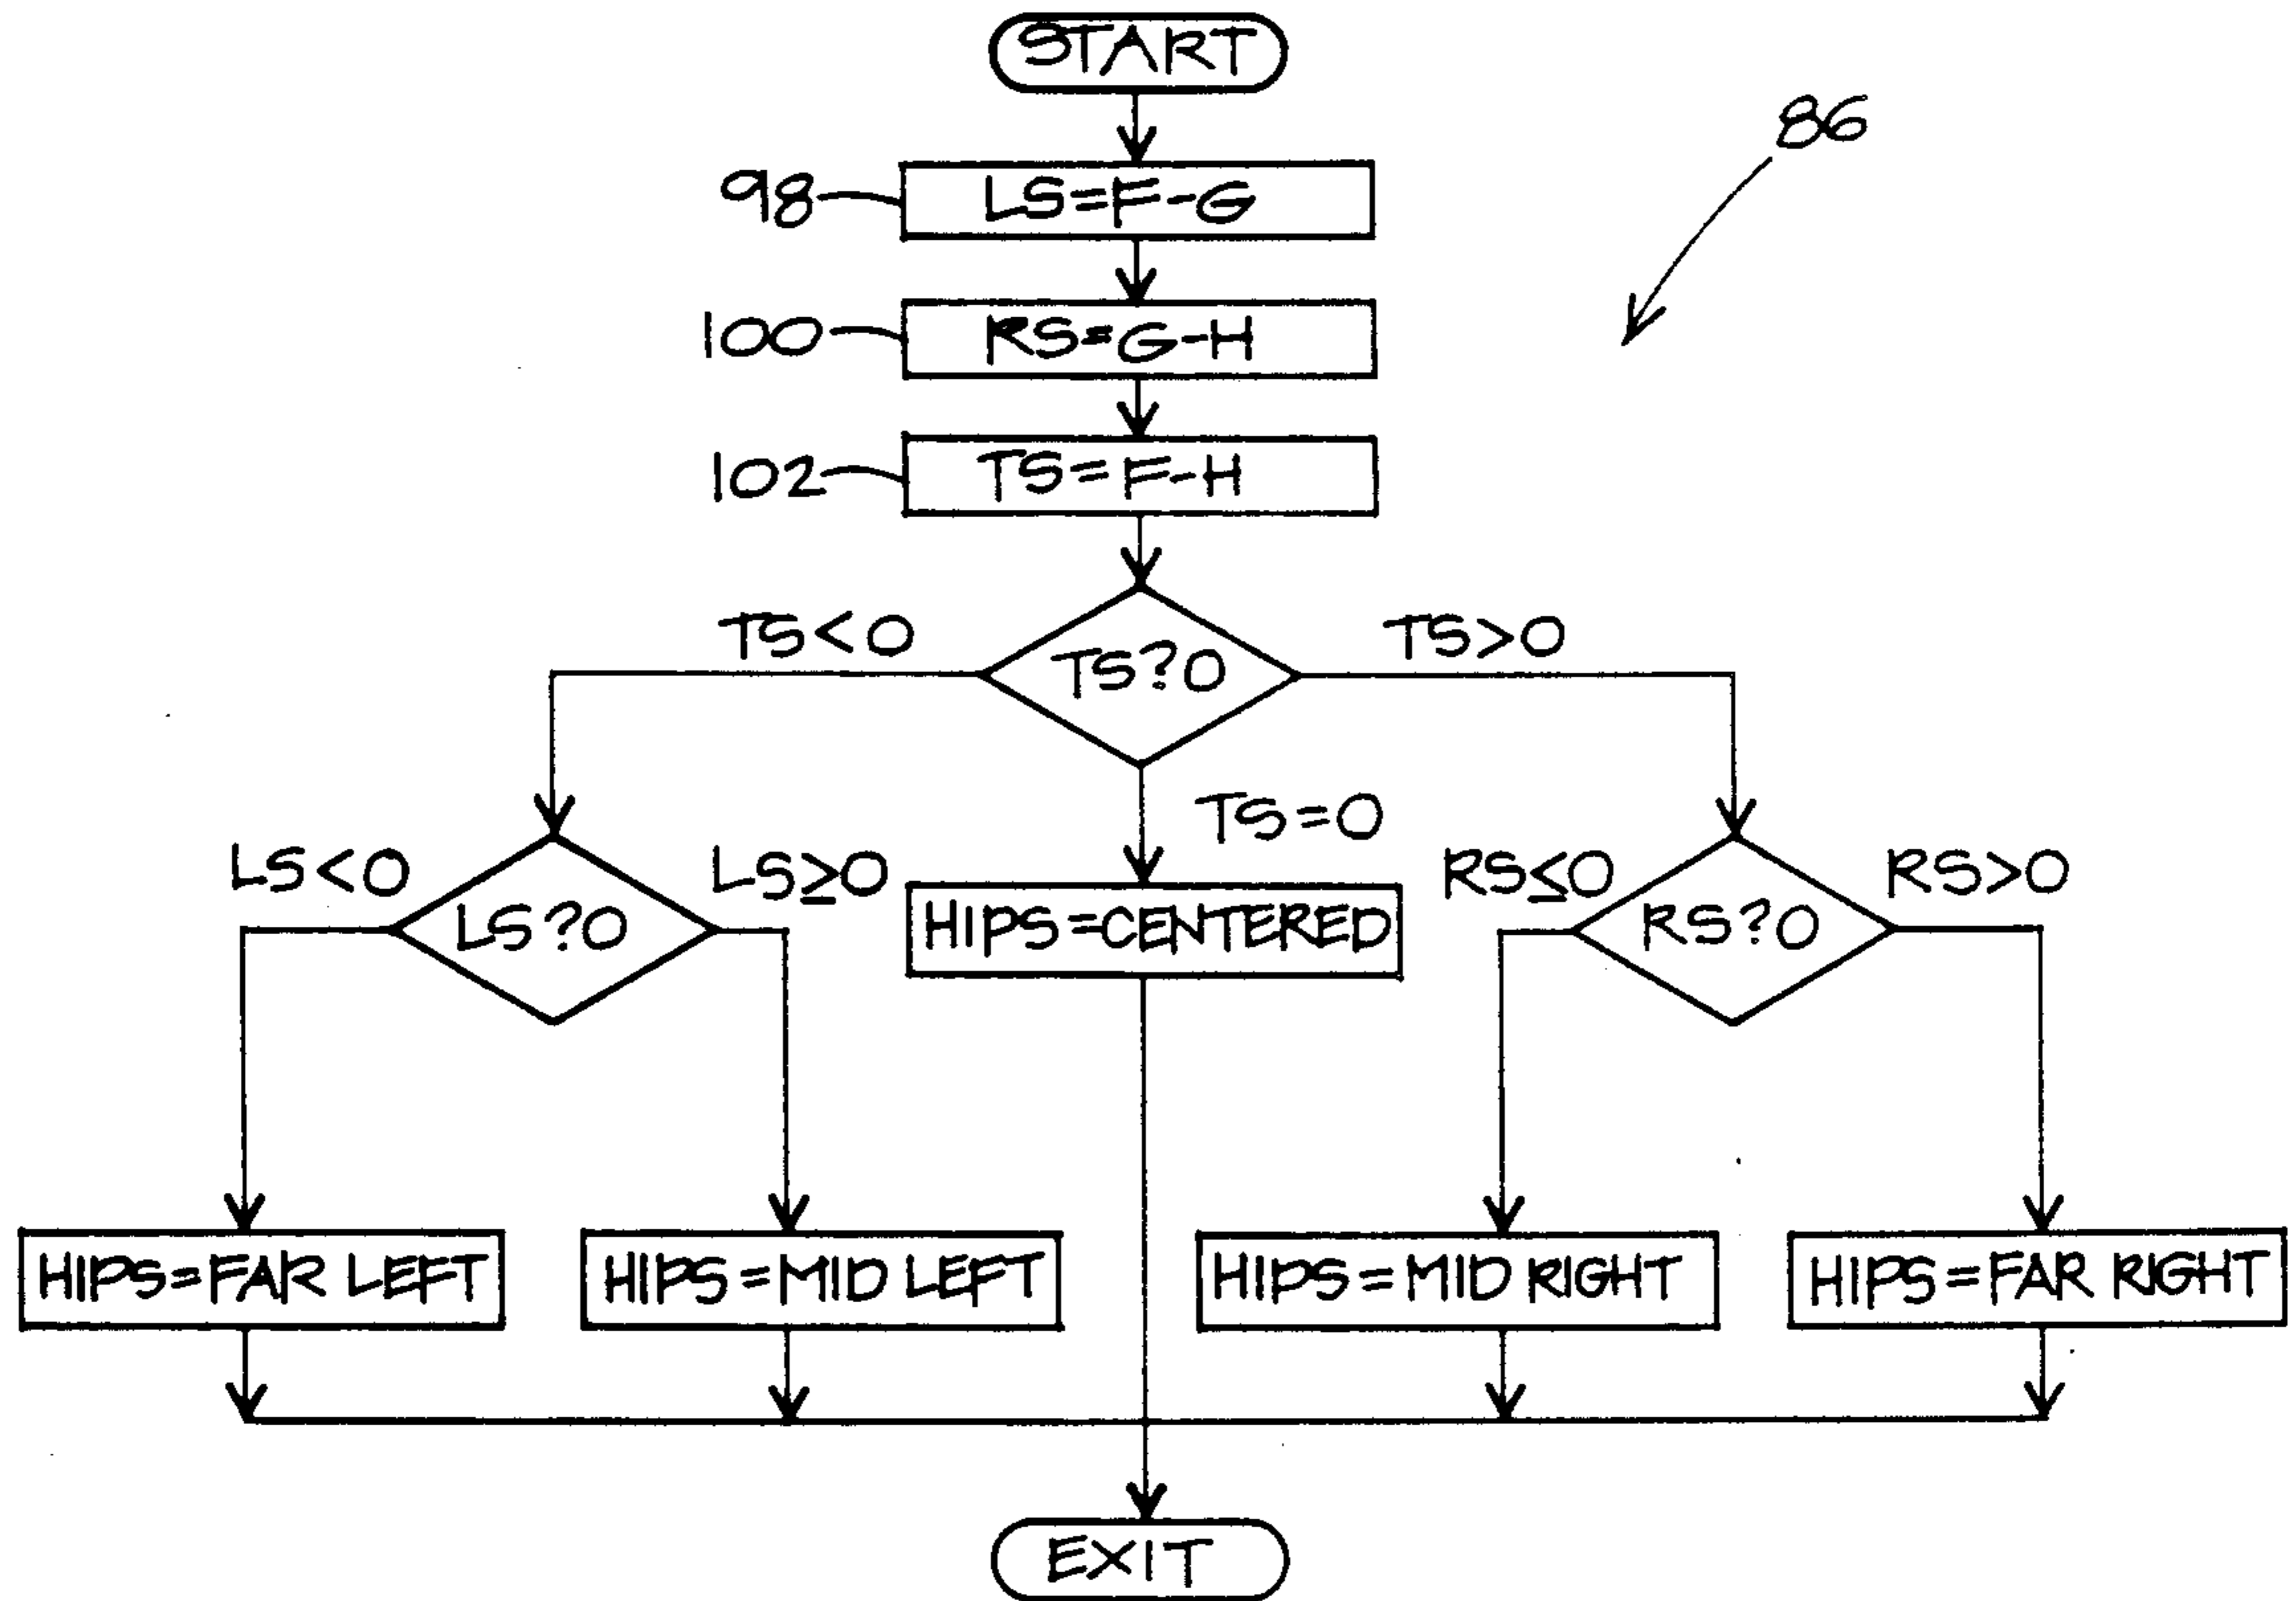 START
86
98
LS=F-G
100
RS=G-H
102
TS=F-H
TS<0
TS?0
TS>0
TS=0
LS<0
LS?0
LS≥0
HIPS=CENTERED
RS≤0
RS?0
RS>0
HIPS=FAR LEFT
HIPS=MID LEFT
HIPS=MID RIGHT
HIPS=FAR RIGHT
EXIT